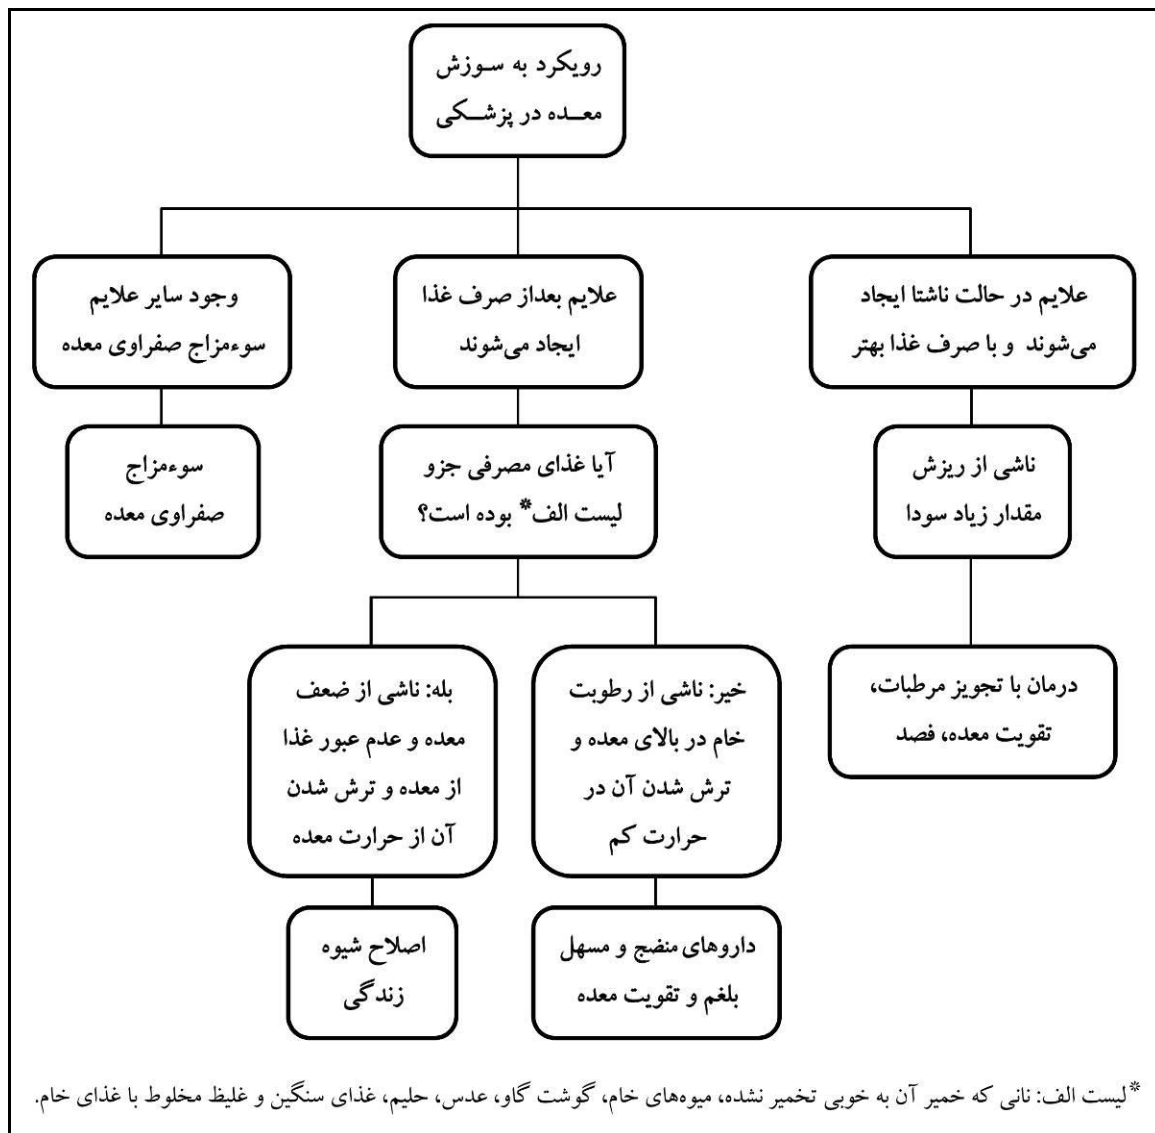 رویکرد به سوزش
معده در پزشکی
علایم در حالت ناشتا ایجاد
می‌شوند و با صرف غذا بهتر
علایم بعداز صرف غذا
ایجاد می‌شوند
وجود سایر علایم
سوءمزاج صفراوی معده
ناشی از ریزش
مقدار زیاد سودا
آیا غذای مصرفی جزو
لیست الف* بوده است؟
سوءمزاج
صفراوی معده
درمان با تجویز مرطبات،
تقویت معده، فصد
خیر: ناشی از رطوبت
خام در بالای معده و
ترش شدن آن در
حرارت کم
بله: ناشی از ضعف
معده و عدم عبور غذا
از معده و ترش شدن
آن از حرارت معده
داروهای منضج و مسهل
بلغم و تقویت معده
اصلاح شیوه
زندگی
*لیست الف: نانی که خمیر آن به خوبی تخمیر نشده، میوه‌های خام، گوشت گاو، عدس، حلیم، غذای سنگین و غلیظ مخلوط با غذای خام.